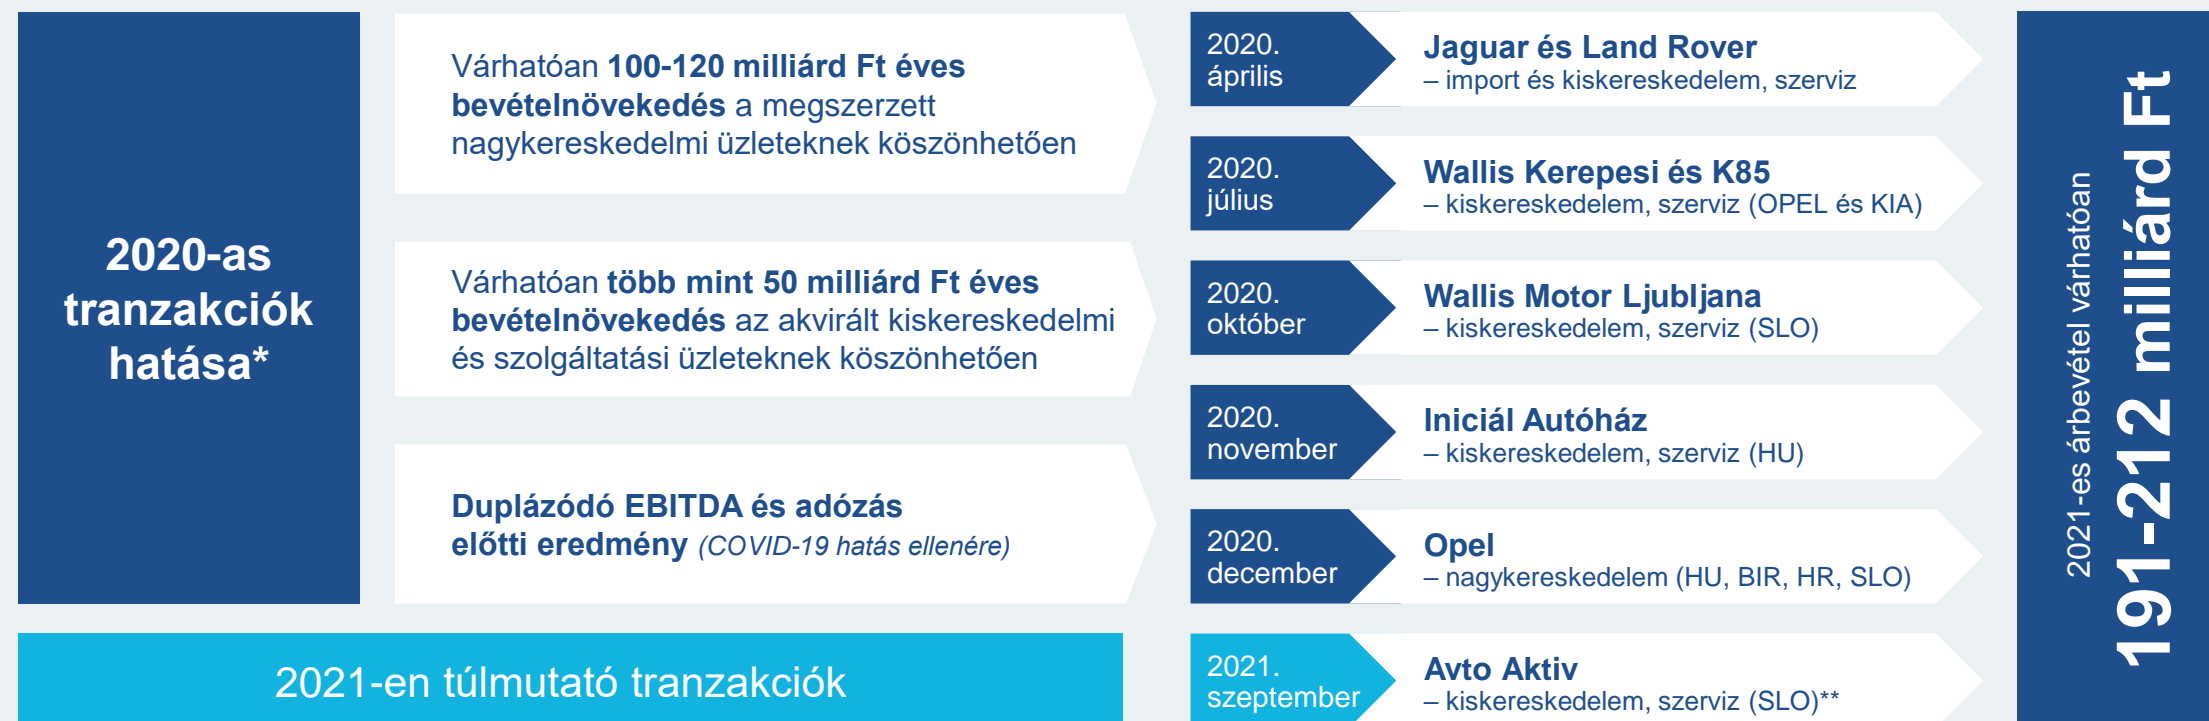 2020-as
tranzakciók
hatása*
Várhatóan 100-120 milliárd Ft éves
bevételnövekedés a megszerzett
nagykereskedelmi üzleteknek köszönhetően
Várhatóan több mint 50 milliárd Ft éves
bevételnövekedés az akvirált kiskereskedelmi
és szolgáltatási üzleteknek köszönhetően
Duplázódó EBITDA és adózás
előtti eredmény (COVID-19 hatás ellenére)
2021-en túlmutató tranzakciók
2020.
április
Jaguar és Land Rover
– import és kiskereskedelem, szerviz
2020.
július
Wallis Kerepesi és K85
– kiskereskedelem, szerviz (OPEL és KIA)
2020.
október
Wallis Motor Ljubljana
– kiskereskedelem, szerviz (SLO)
2020.
november
Iniciál Autóház
– kiskereskedelem, szerviz (HU)
2020.
december
Opel
– nagykereskedelem (HU, BIR, HR, SLO)
2021.
szeptember
Avto Aktiv
– kiskereskedelem, szerviz (SLO)**
2021-es árbevétel várhatóan
191-212 milliárd Ft